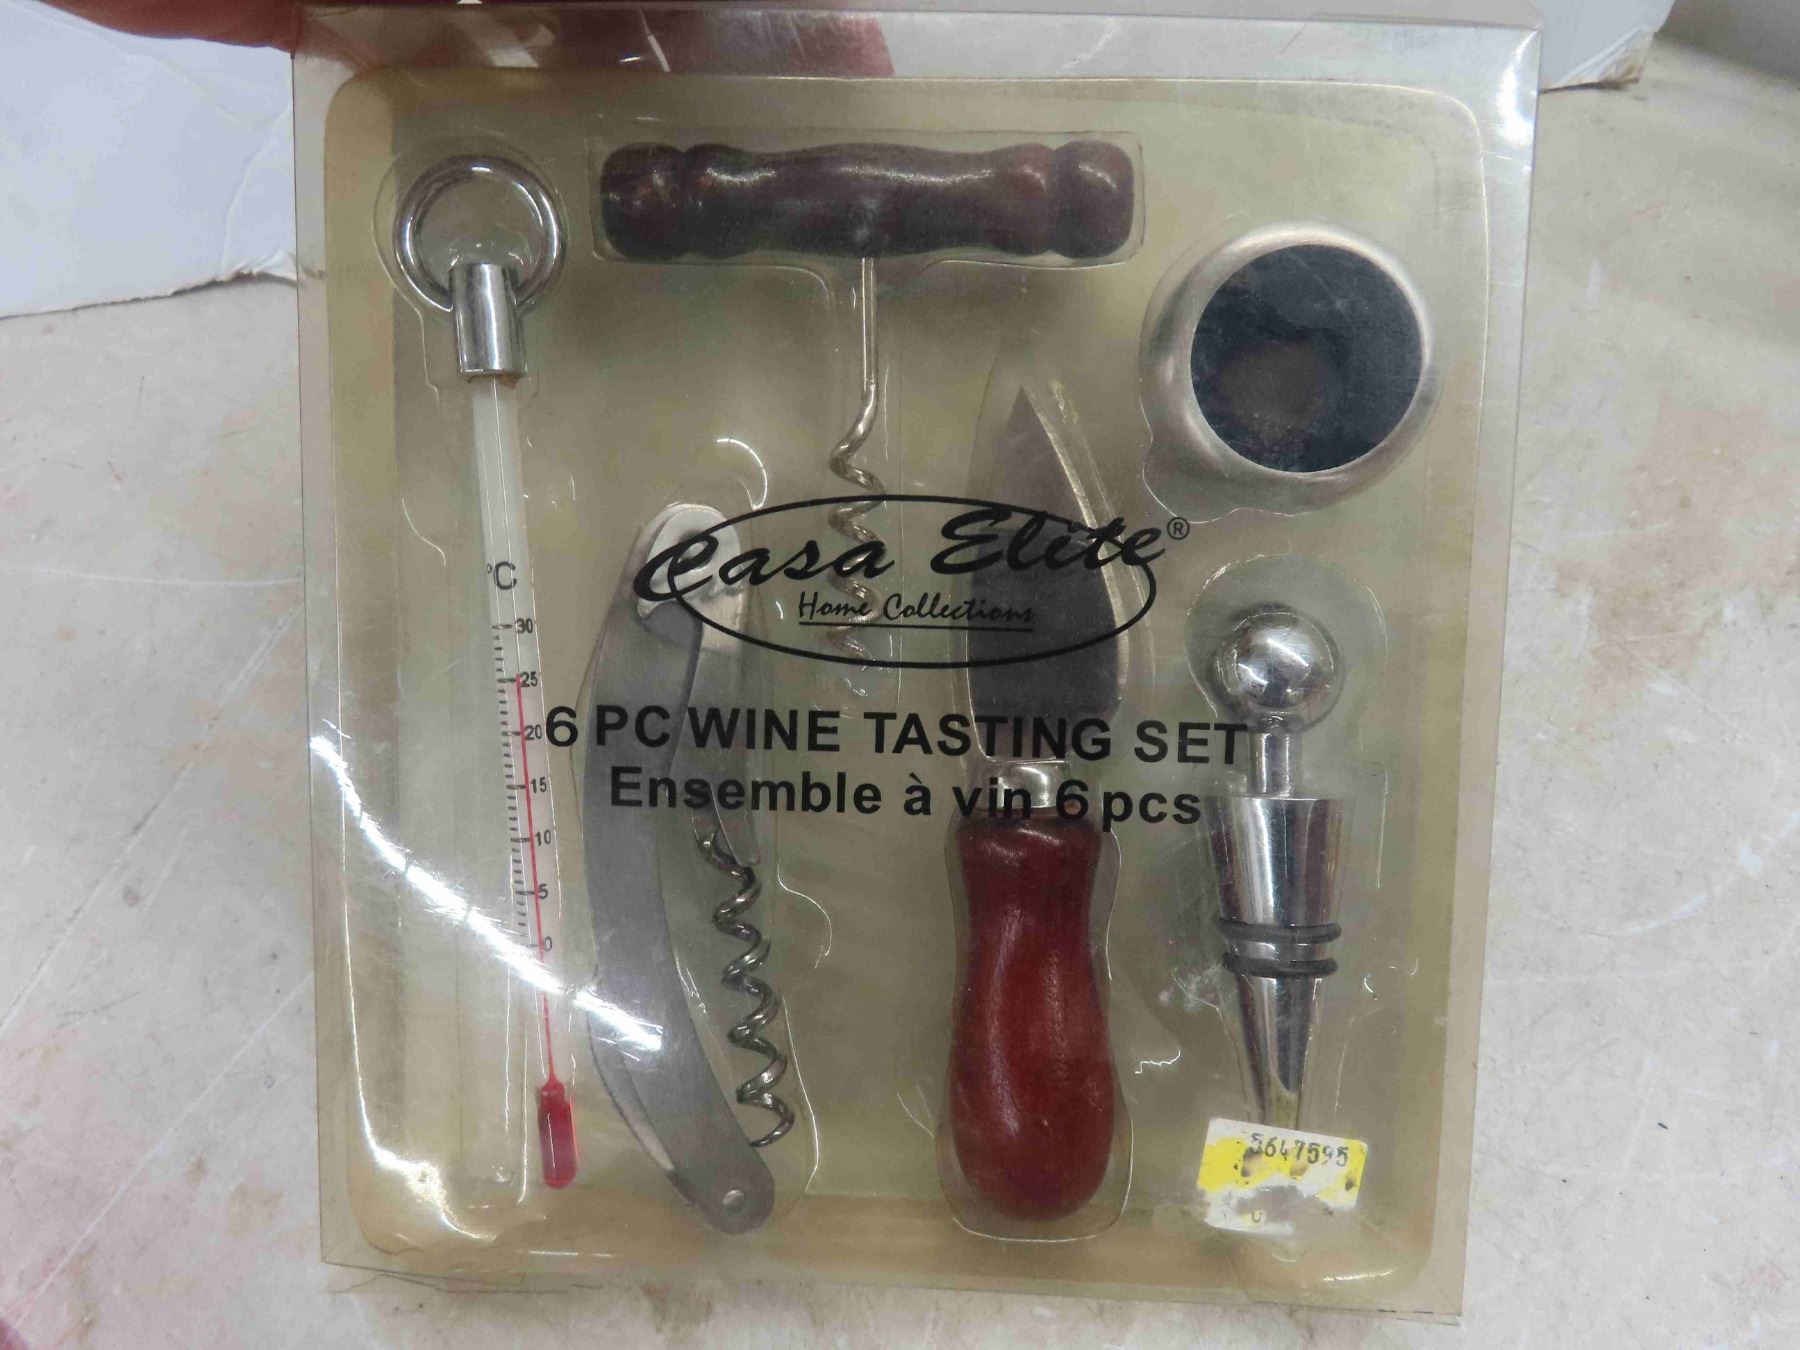 Casa Elite®
Home Collections
6 PC WINE TASTING SET
Ensemble à vin 6 pcs
°C
30
25
20
15
10
5
0
5647595